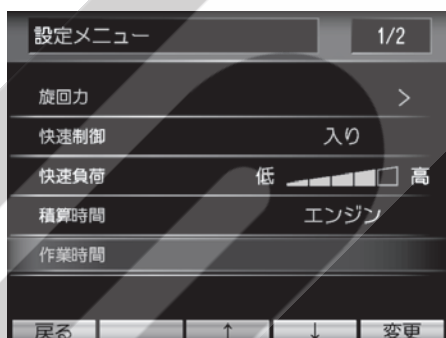 設定メニュー 1/2
旋回力 >
快速制御 入り
快速負荷 低 高
積算時間 エンジン
作業時間
戻る ↑ ↓ 変更